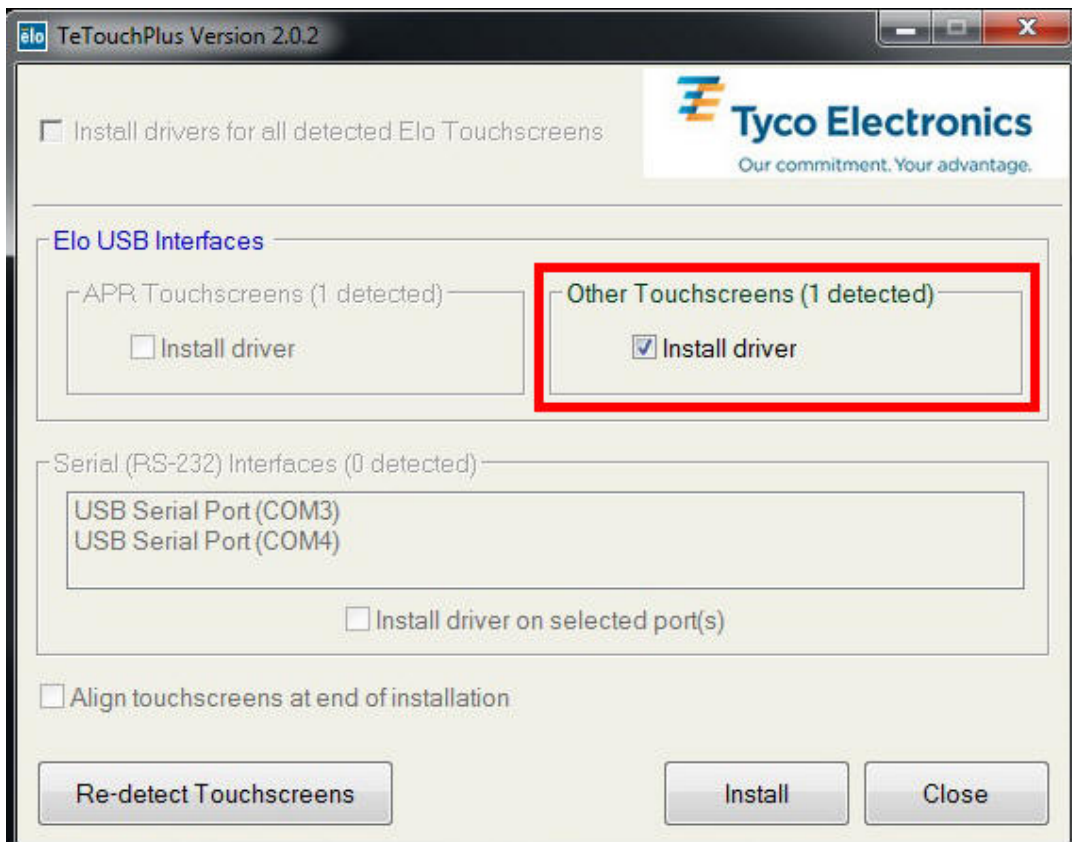 elo TeTouchPlus Version 2.0.2
Install drivers for all detected Elo Touchscreens
Tyco Electronics
Our commitment. Your advantage.
Elo USB Interfaces
APR Touchscreens (1 detected)
Install driver
Other Touchscreens (1 detected)
Install driver
Serial (RS-232) Interfaces (0 detected)
USB Serial Port (COM3)
USB Serial Port (COM4)
Install driver on selected port(s)
Align touchscreens at end of installation
Re-detect Touchscreens
Install
Close